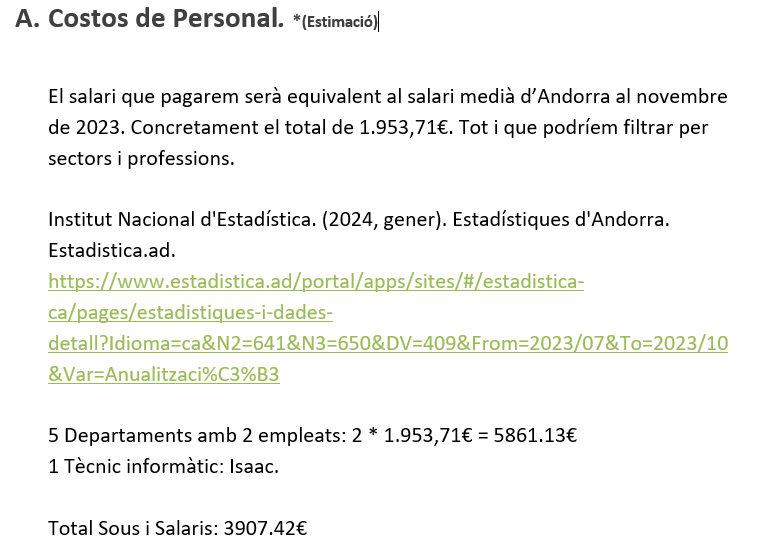 A. Costos de Personal. *(Estimació)
El salari que pagarem serà equivalent al salari medià d’Andorra al novembre
de 2023. Concretament el total de 1.953,71€. Tot i que podríem filtrar per
sectors i professions.
Institut Nacional d'Estadística. (2024, gener). Estadístiques d'Andorra.
Estadistica.ad.
https://www.estadistica.ad/portal/apps/sites/#/estadistica-
ca/pages/estadistiques-i-dades-
detall?Idioma=ca&N2=641&N3=650&DV=409&From=2023/07&To=2023/10
&Var=Anualitzaci%C3%B3
5 Departaments amb 2 empleats: 2 * 1.953,71€ = 5861.13€
1 Tècnic informàtic: Isaac.
Total Sous i Salaris: 3907.42€